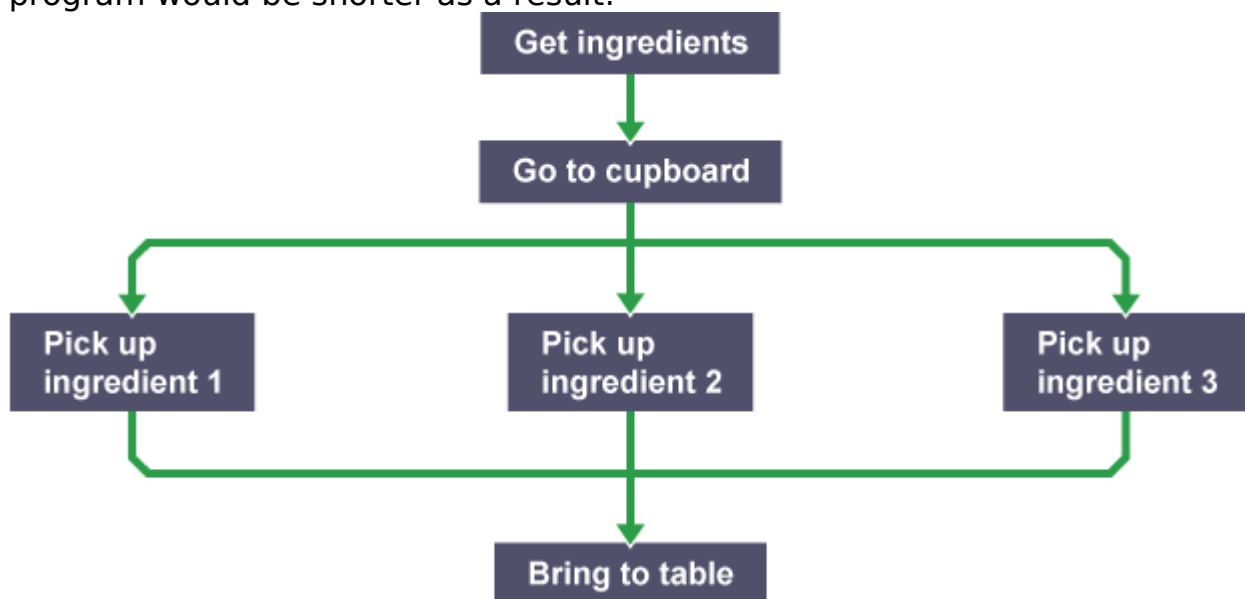 program would be shorter as a result.
Get ingredients
Go to cupboard
Pick up
ingredient 1
Pick up
ingredient 2
Pick up
ingredient 3
Bring to table